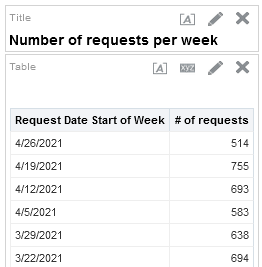 Title
Number of requests per week
Table
XYZ
Request Date Start of Week # of requests
4/26/2021 514
4/19/2021 755
4/12/2021 693
4/5/2021 583
3/29/2021 638
3/22/2021 694